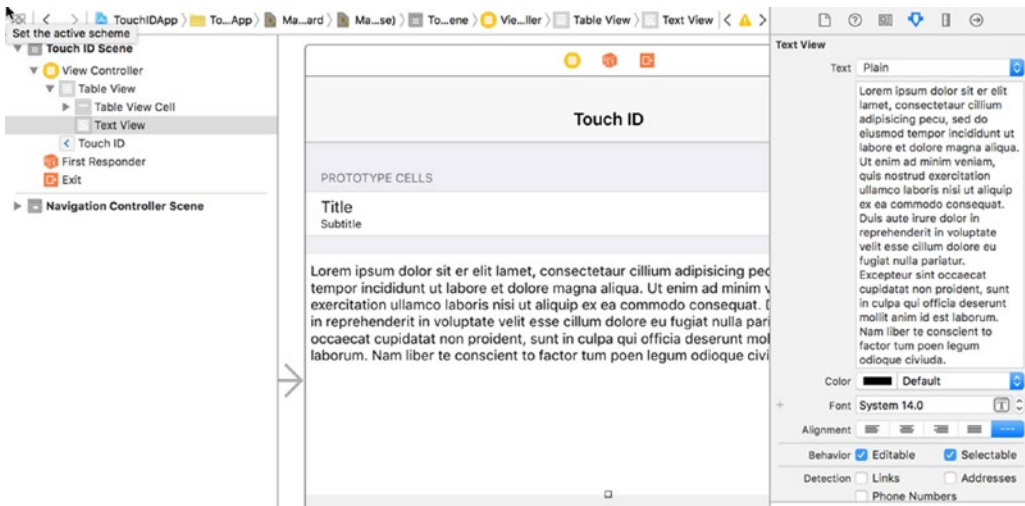 TouchIDApp
To...App
Ma...ard
Ma...se)
To...ene
Vie...ller
Table View
Text View
Set the active scheme
Touch ID Scene
View Controller
Table View
Table View Cell
Text View
Touch ID
First Responder
Exit
Navigation Controller Scene
Touch ID
PROTOTYPE CELLS
Title
Subtitle
Lorem ipsum dolor sit er elit lamet, consectetaur cillium adipisicing pec
tempor incididunt ut labore et dolore magna aliqua. Ut enim ad minim v
exercitation ullamco laboris nisi ut aliquip ex ea commodo consequat. D
in reprehenderit in voluptate velit esse cillum dolore eu fugiat nulla pari
occaecat cupidatat non proident, sunt in culpa qui officia deserunt mol
laborum. Nam liber te conscient to factor tum poen legum odioque civi
Text View
Text Plain
Lorem ipsum dolor sit er elit
lamet, consectetaur cillium
adipisicing pecu, sed do
eiusmod tempor incididunt ut
labore et dolore magna aliqua.
Ut enim ad minim veniam,
quis nostrud exercitation
ullamco laboris nisi ut aliquip
ex ea commodo consequat.
Duis aute irure dolor in
reprehenderit in voluptate
velit esse cillum dolore eu
fugiat nulla pariatur.
Excepteur sint occaecat
cupidatat non proident, sunt
in culpa qui officia deserunt
mollit anim id est laborum.
Nam liber te conscient to
factor tum poen legum
odioque civiuda.
Color Default
Font System 14.0
Alignment
Behavior Editable Selectable
Detection Links Addresses
Phone Numbers